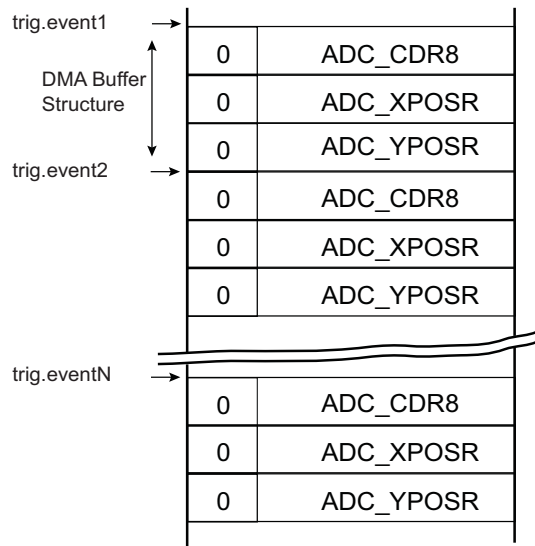 trig.event1
0 ADC_CDR8
DMA Buffer
Structure
0 ADC_XPOSR
0 ADC_YPOSR
trig.event2
0 ADC_CDR8
0 ADC_XPOSR
0 ADC_YPOSR
trig.eventN
0 ADC_CDR8
0 ADC_XPOSR
0 ADC_YPOSR